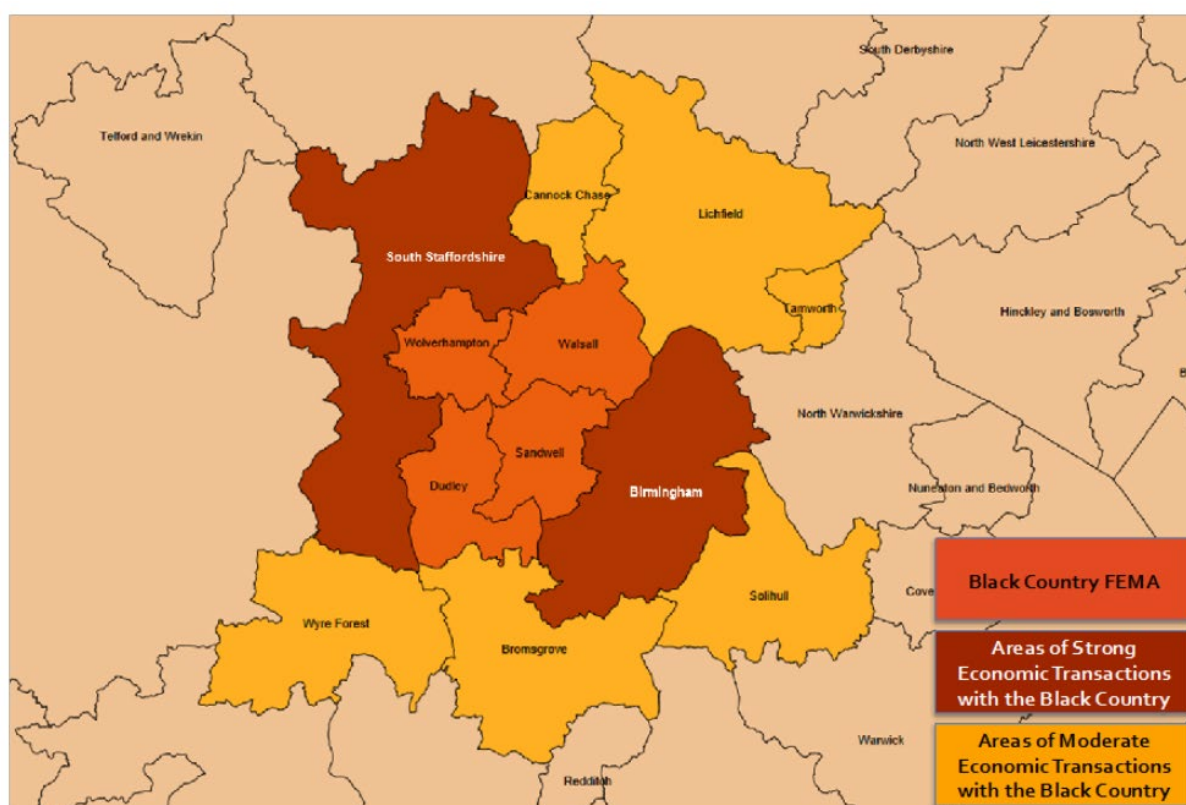 South Derbyshire
Telford and Wrekin
North West Leicestershire
Cannock Chase
Lichfield
South Staffordshire
Tamworth
Hinckley and Bosworth
Wolverhampton
Walsall
North Warwickshire
Sandwell
Dudley
Birmingham
Nuneaton and Bedworth
Black Country FEMA
Cove
Solihull
Wyre Forest
Bromsgrove
Areas of Strong
Economic Transactions
with the Black Country
Warwick
Areas of Moderate
Economic Transactions
with the Black Country
Redditch